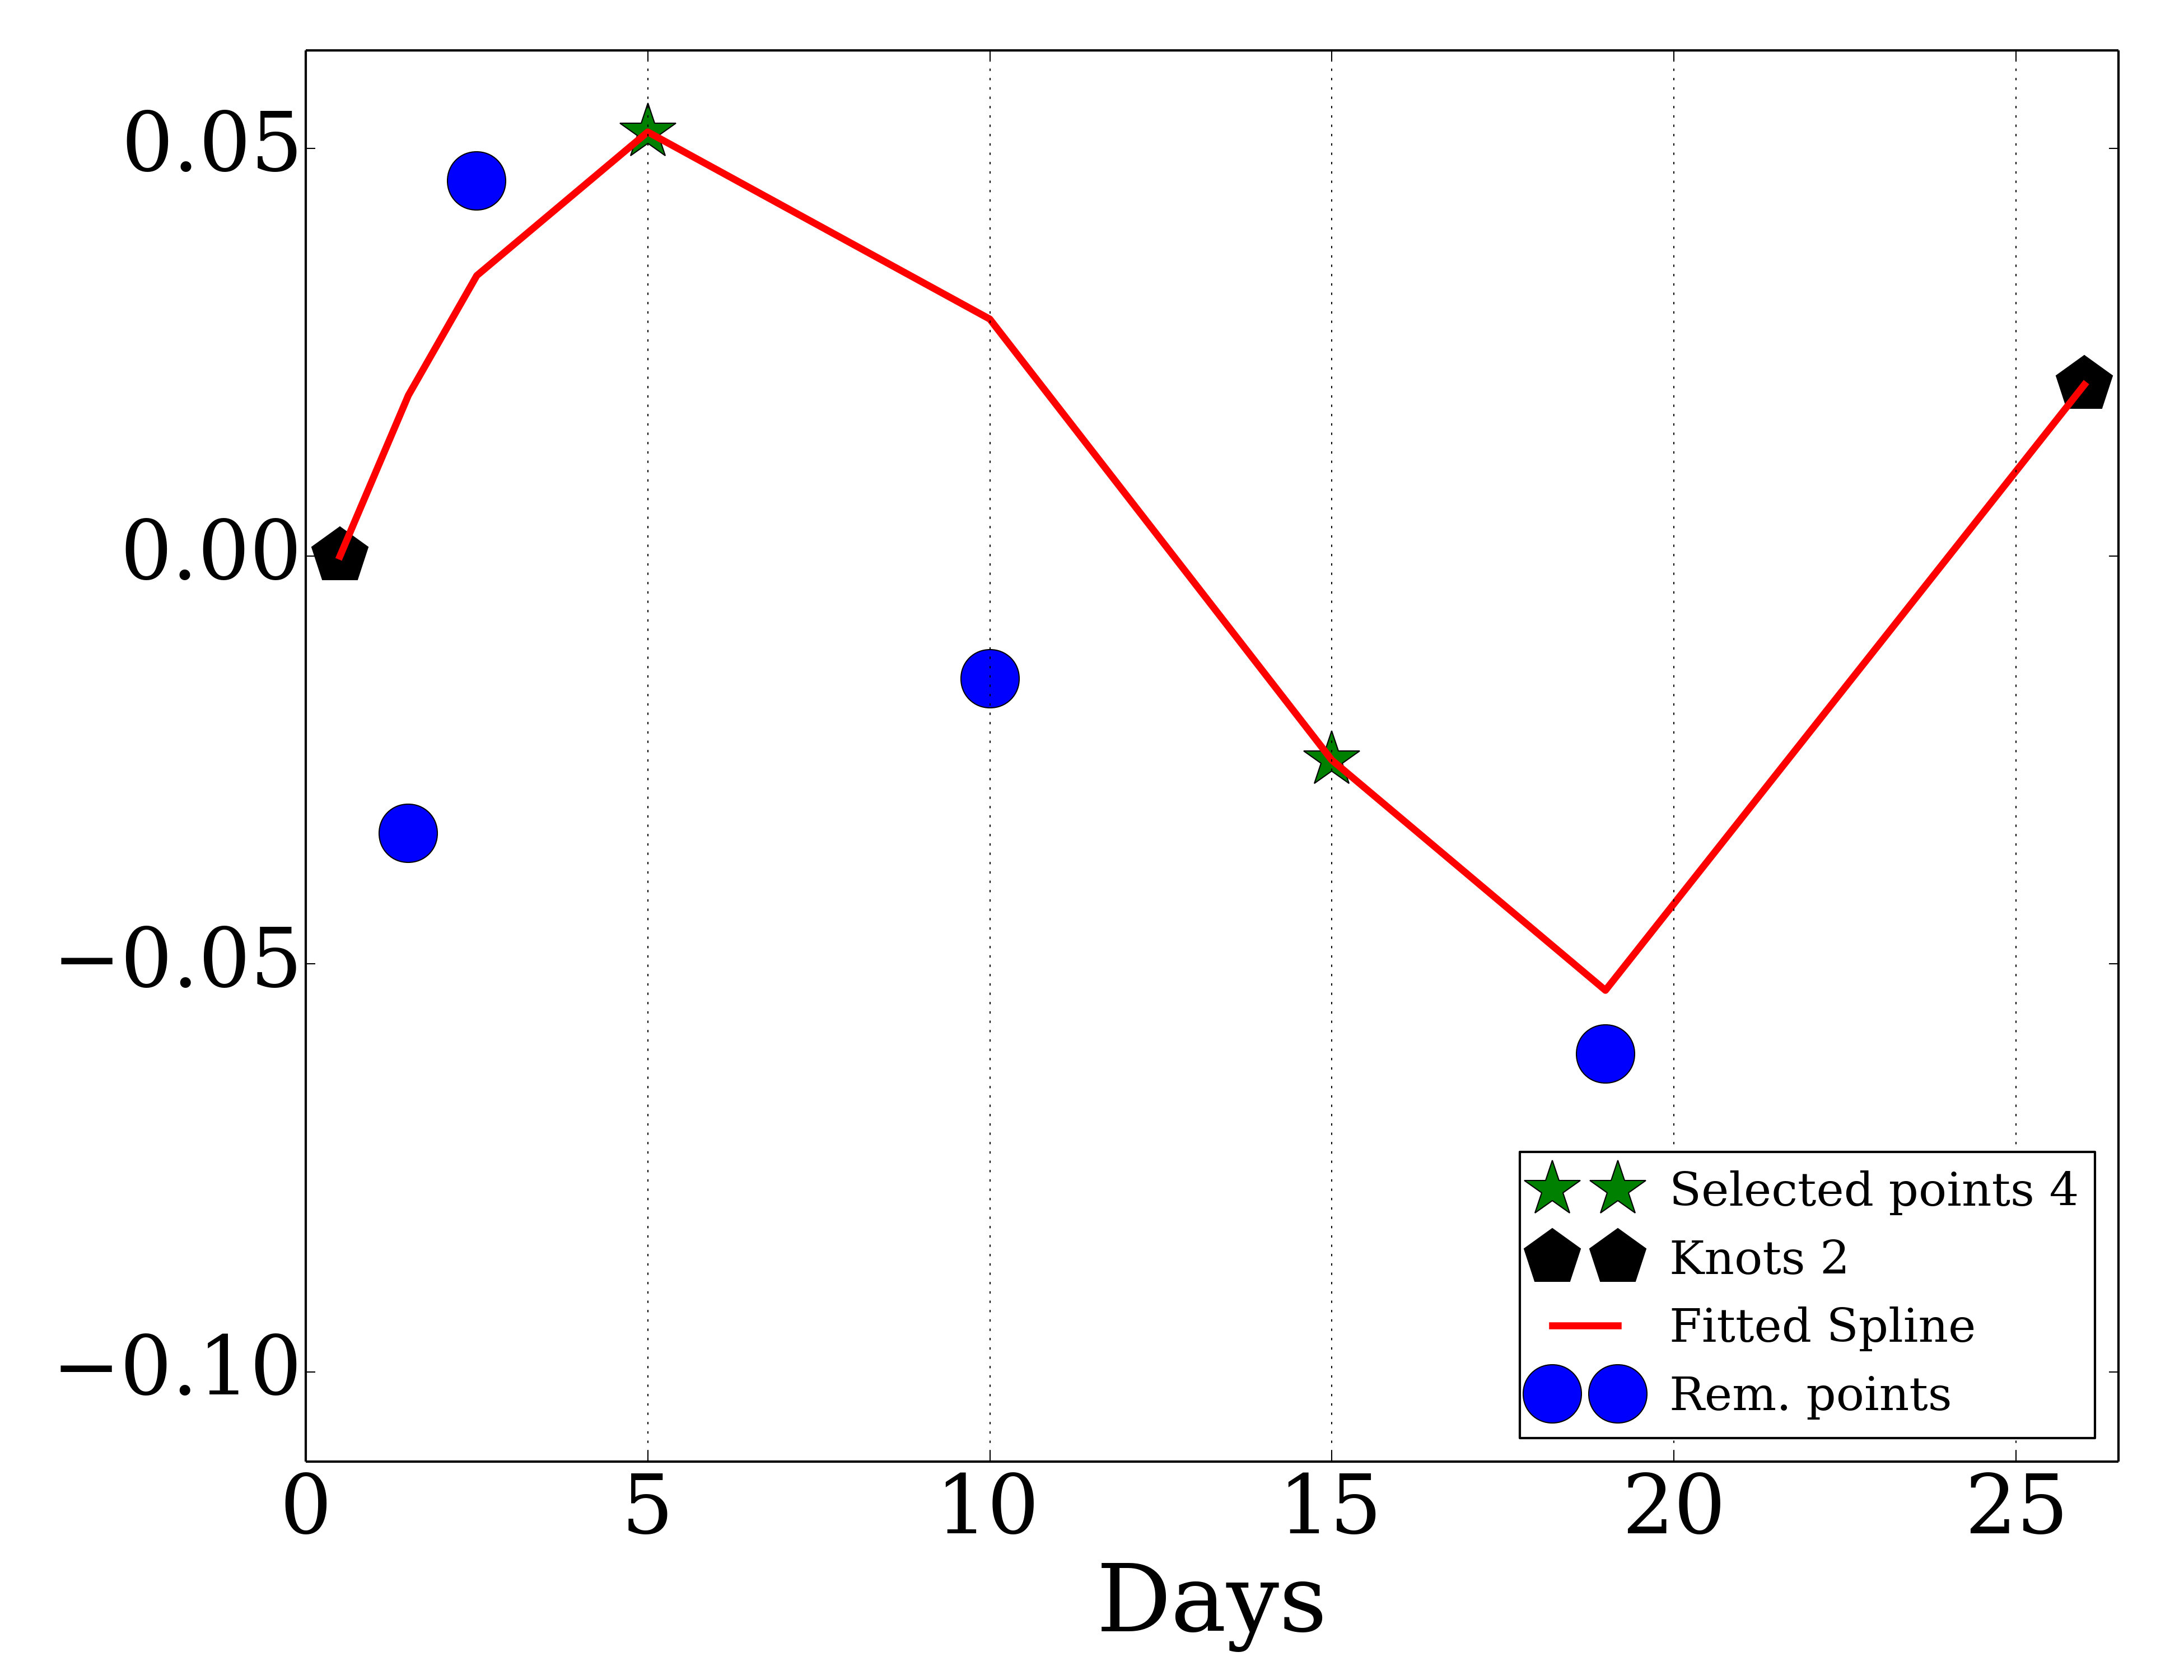 0.05
0.00
−0.05
−0.10
Selected points 4
Knots 2
Fitted Spline
Rem. points
0 5 10 15 20 25
Days